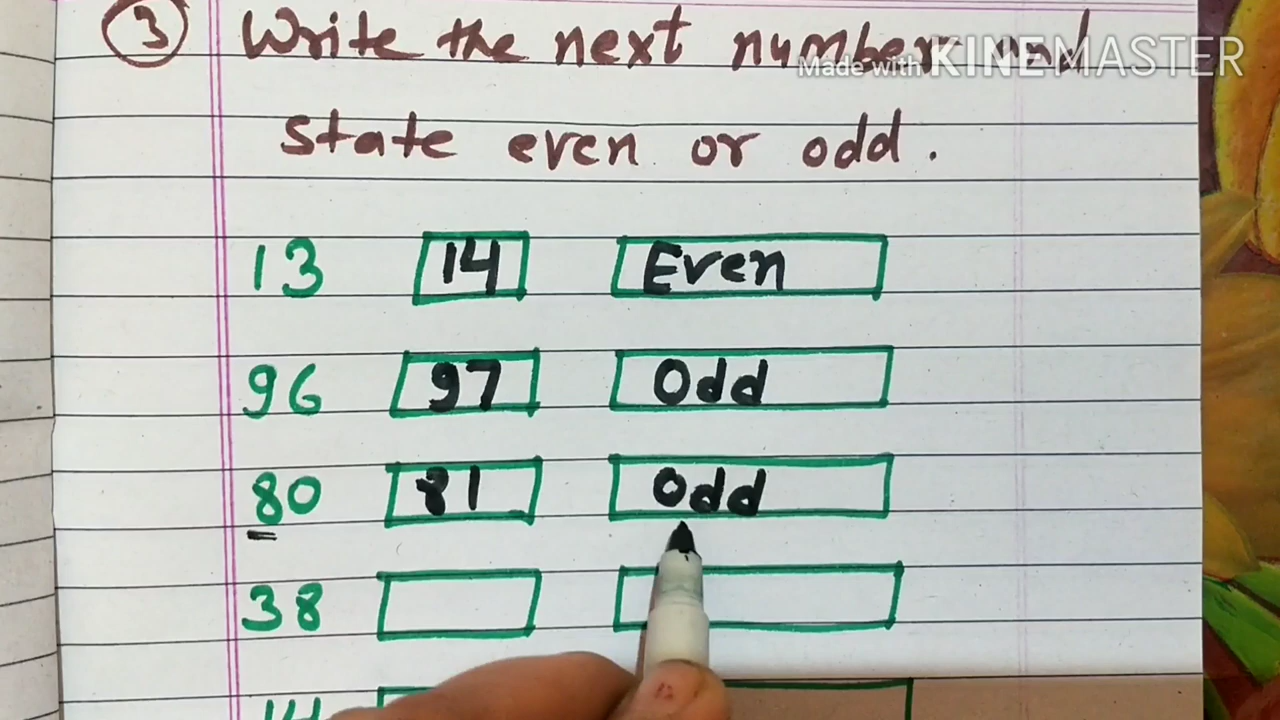 ③ Write the next number and
Made with KINEMASTER
state even or odd.
13 14 Even
96 97 Odd
80 81 Odd
38